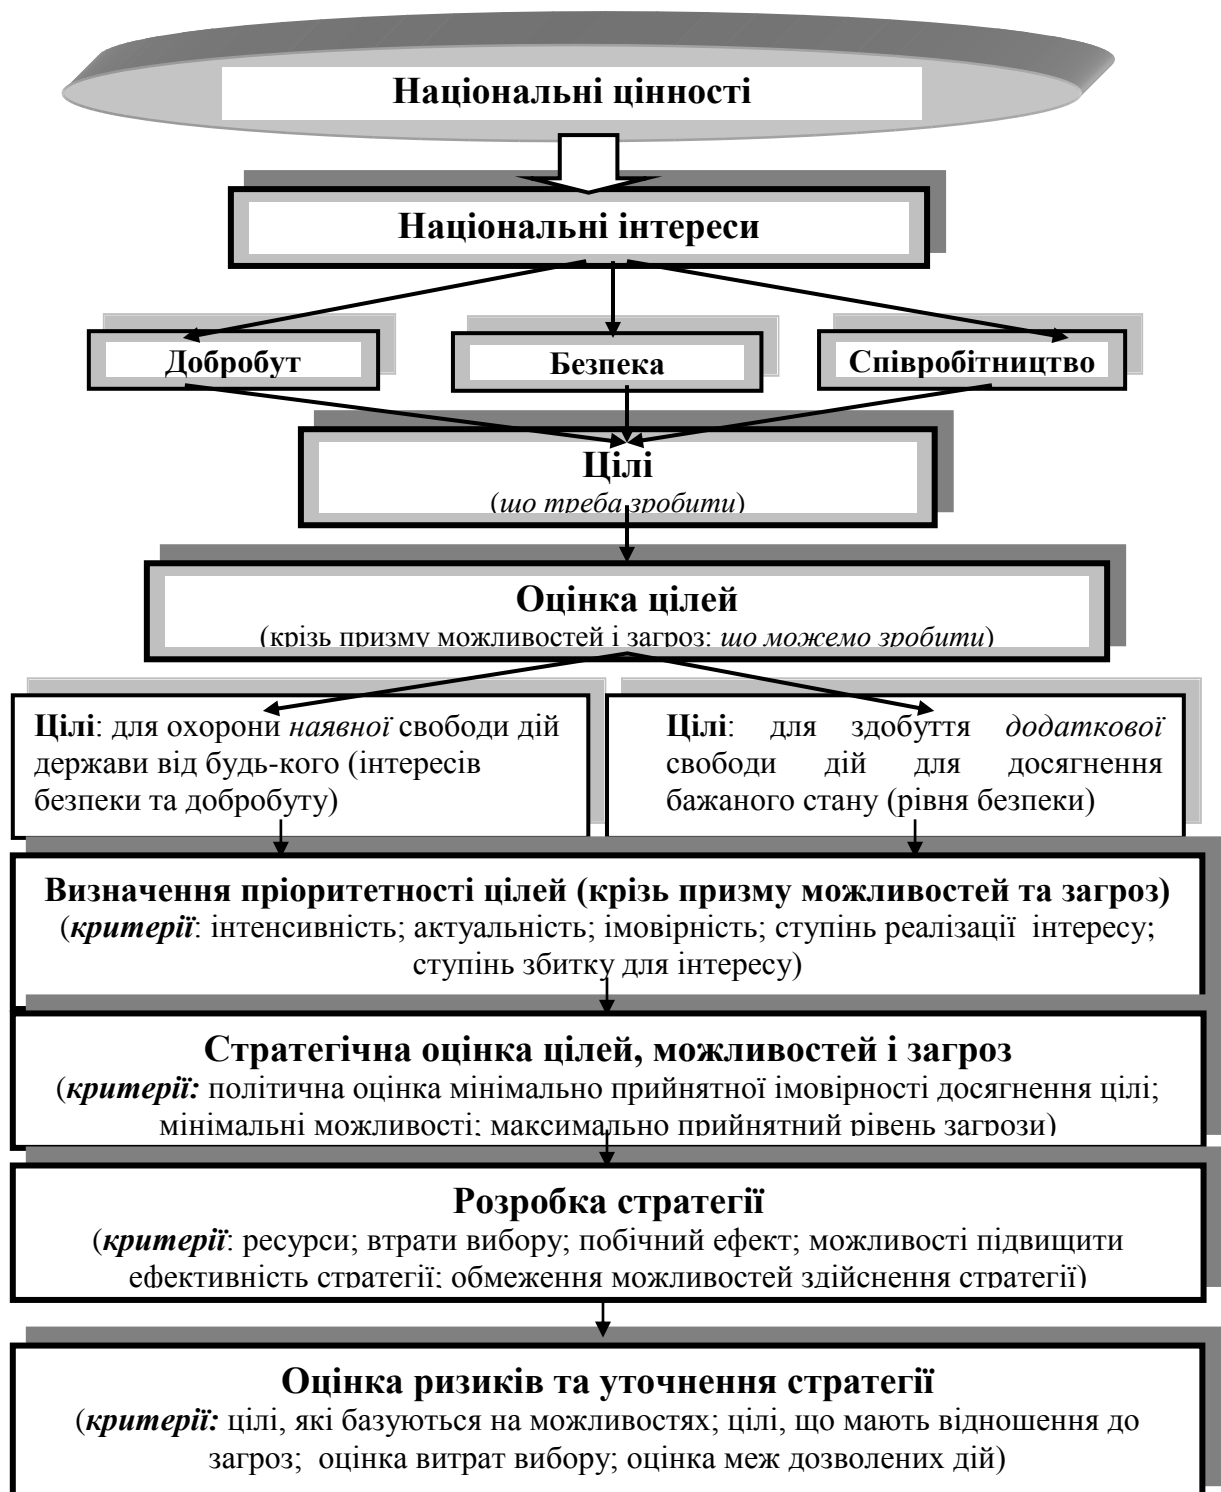 Національні цінності
Національні інтереси
Добробут
Безпека
Співробітництво
Цілі
(що треба зробити)
Оцінка цілей
(крізь призму можливостей і загроз: що можемо зробити)
Цілі: для охорони наявної свободи дій
держави від будь-кого (інтересів
безпеки та добробуту)
Цілі: для здобуття додаткової
свободи дій для досягнення
бажаного стану (рівня безпеки)
Визначення пріоритетності цілей (крізь призму можливостей та загроз)
(критерії: інтенсивність; актуальність; імовірність; ступінь реалізації інтересу;
ступінь збитку для інтересу)
Стратегічна оцінка цілей, можливостей і загроз
(критерії: політична оцінка мінімально прийнятної імовірності досягнення цілі;
мінімальні можливості; максимально прийнятний рівень загрози)
Розробка стратегії
(критерії: ресурси; втрати вибору; побічний ефект; можливості підвищити
ефективність стратегії; обмеження можливостей здійснення стратегії)
Оцінка ризиків та уточнення стратегії
(критерії: цілі, які базуються на можливостях; цілі, що мають відношення до
загроз; оцінка витрат вибору; оцінка меж дозволених дій)